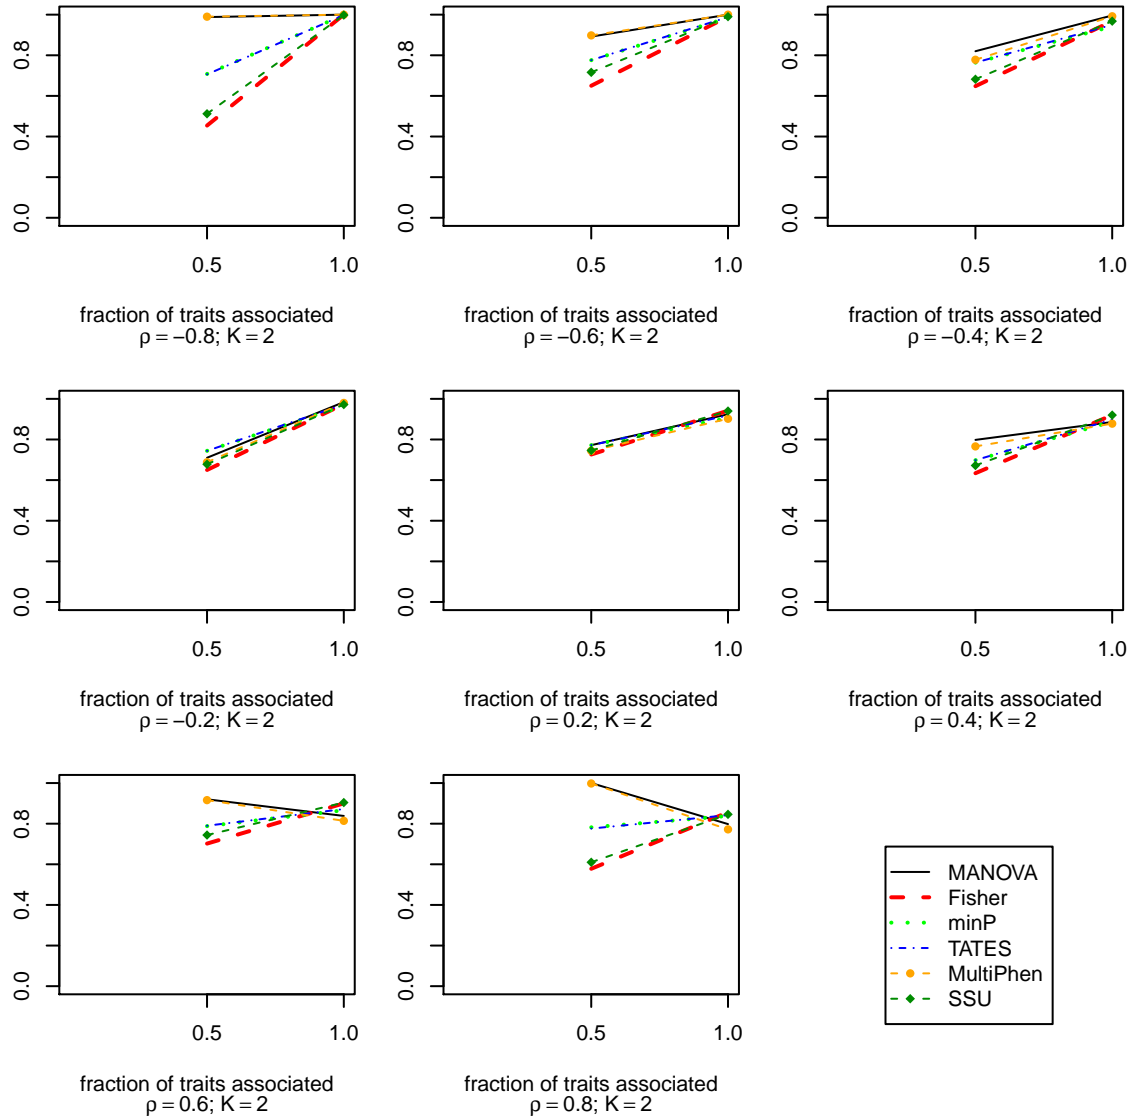 0.0 0.4 0.8
0.5 1.0
fraction of traits associated
ρ = −0.8; K = 2
0.0 0.4 0.8
0.5 1.0
fraction of traits associated
ρ = −0.6; K = 2
0.0 0.4 0.8
0.5 1.0
fraction of traits associated
ρ = −0.4; K = 2
0.0 0.4 0.8
0.5 1.0
fraction of traits associated
ρ = −0.2; K = 2
0.0 0.4 0.8
0.5 1.0
fraction of traits associated
ρ = 0.2; K = 2
0.0 0.4 0.8
0.5 1.0
fraction of traits associated
ρ = 0.4; K = 2
0.0 0.4 0.8
0.5 1.0
fraction of traits associated
ρ = 0.6; K = 2
0.0 0.4 0.8
0.5 1.0
fraction of traits associated
ρ = 0.8; K = 2
MANOVA
Fisher
minP
TATES
MultiPhen
SSU